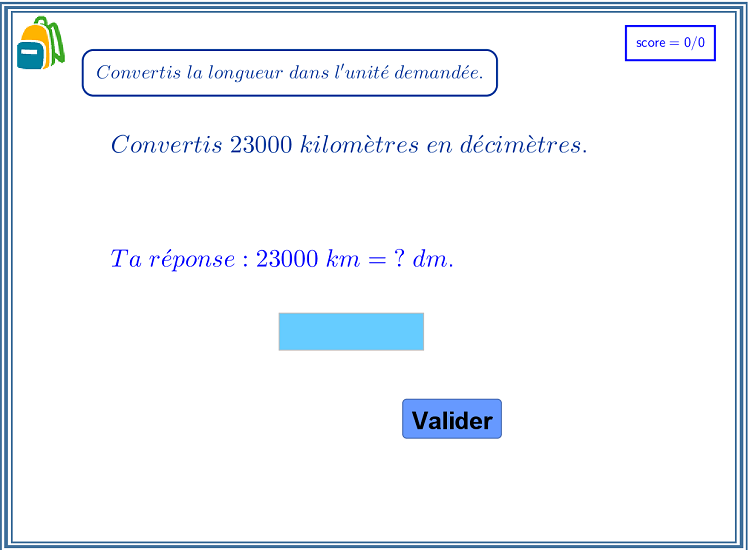 score = 0/0
Convertis la longueur dans l'unité demandée.
Convertis 23000 kilomètres en décimètres.
Ta réponse : 23000 km = ? dm.
Valider